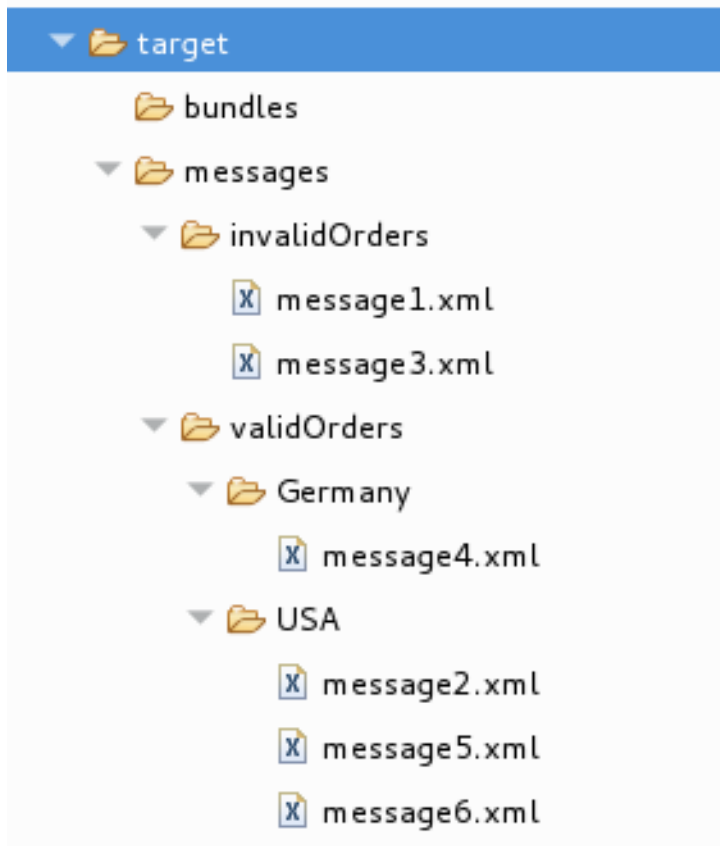 target
bundles
messages
invalidOrders
message1.xml
message3.xml
validOrders
Germany
message4.xml
USA
message2.xml
message5.xml
message6.xml